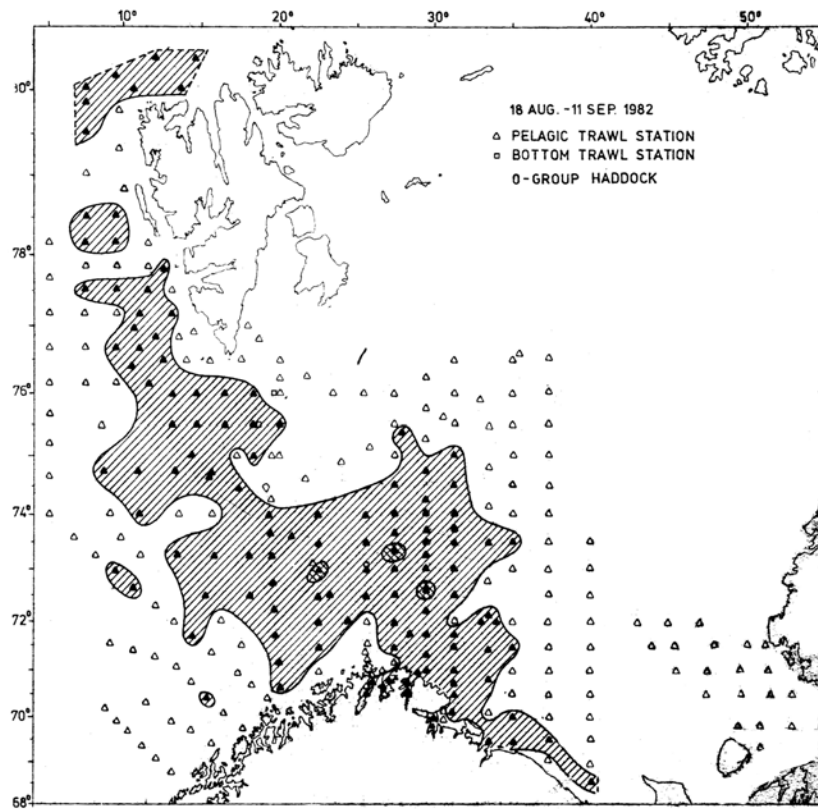 10° 20° 30° 40° 50°
80°
18 AUG. -11 SEP. 1982
PELAGIC TRAWL STATION
BOTTOM TRAWL STATION
0-GROUP HADDOCK
78°
76°
74°
72°
70°
68°